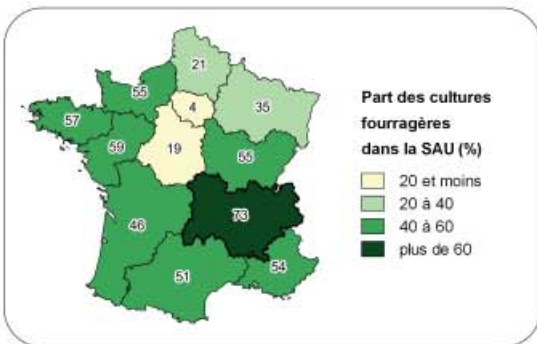 21
55
4
35
57
59
19
55
46
73
51
54
Part des cultures
fourragères
dans la SAU (%)
20 et moins
20 à 40
40 à 60
plus de 60